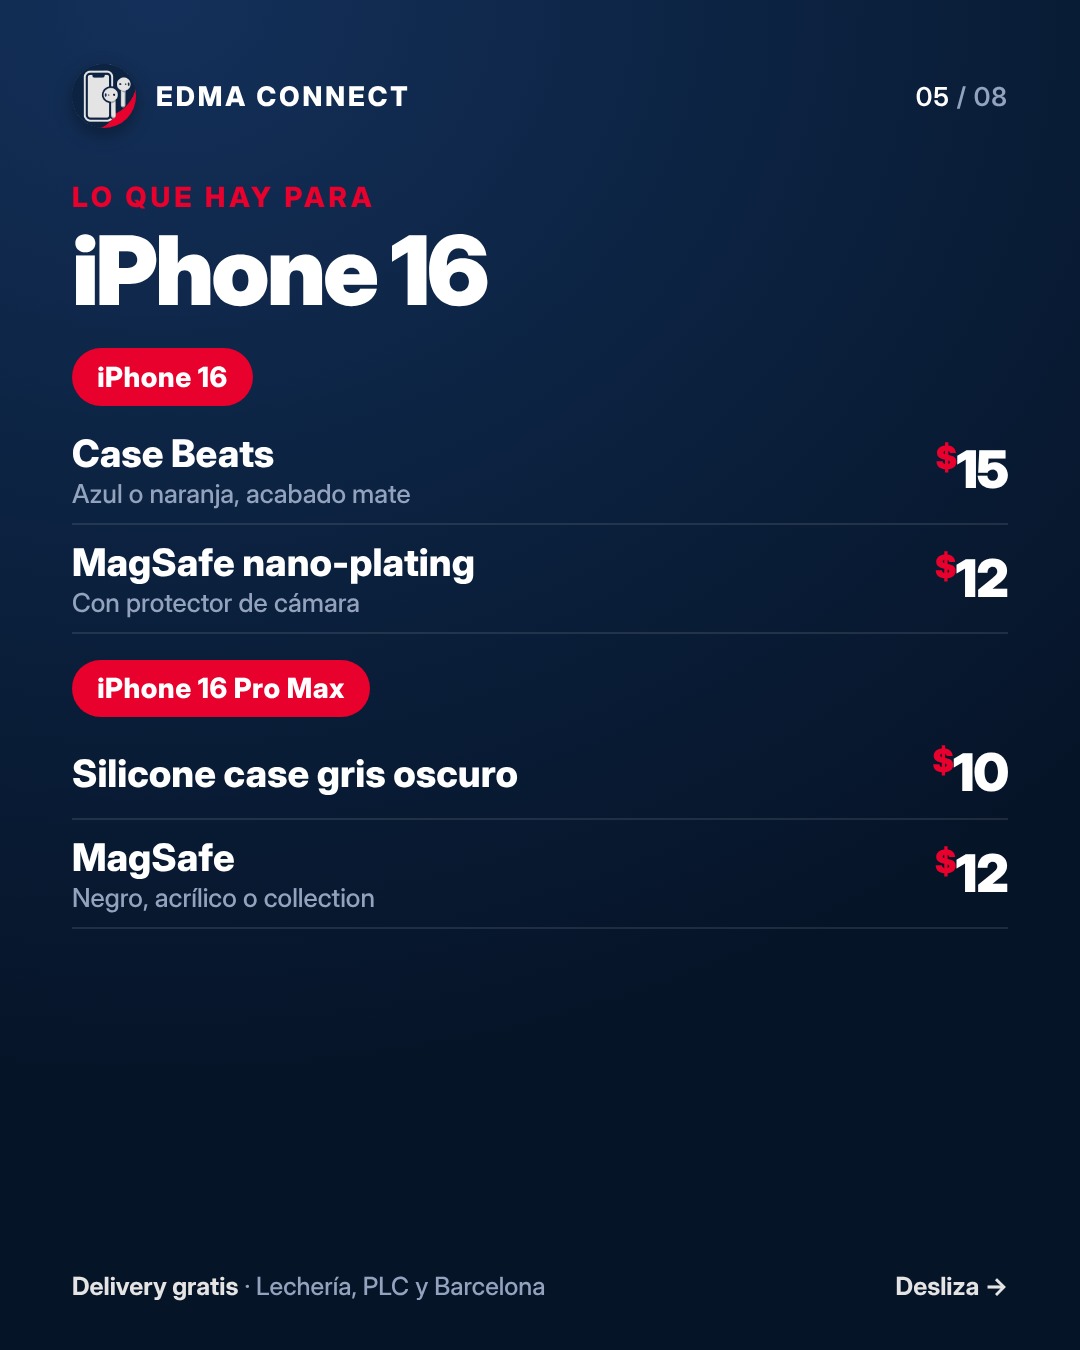 EDMA CONNECT
05 / 08
LO QUE HAY PARA
iPhone 16
iPhone 16
Case Beats
$15
Azul o naranja, acabado mate
MagSafe nano-plating
$12
Con protector de cámara
iPhone 16 Pro Max
Silicone case gris oscuro
$10
MagSafe
$12
Negro, acrílico o collection
Delivery gratis · Lechería, PLC y Barcelona
Desliza →